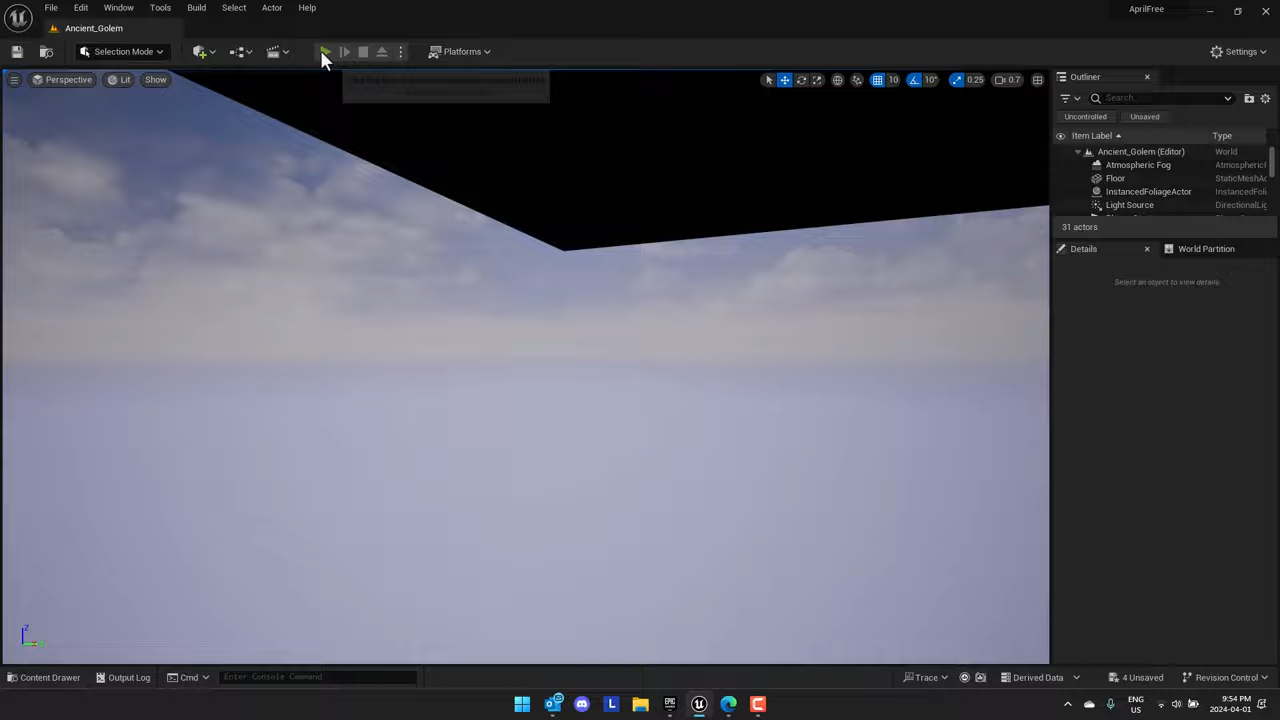 File Edit Window Tools Build Select Actor Help
AprilFree
Ancient_Golem
Selection Mode
Platforms
Settings
Perspective Lit Show
10 10° 0.25 0.7
Outliner
Search...
Uncontrolled Unsaved
Item Label Type
Ancient_Golem (Editor) World
Atmospheric Fog Atmospheric
Floor StaticMeshAc
InstancedFoliageActor InstancedFoli
Light Source DirectionalLig
31 actors
Details World Partition
Select an object to view details.
Z
Content Drawer Output Log Cmd Enter Console Command Trace Derived Data 4 Unsaved Revision Control
ENG
US
9:54 PM
2024-04-01
EPIC
L